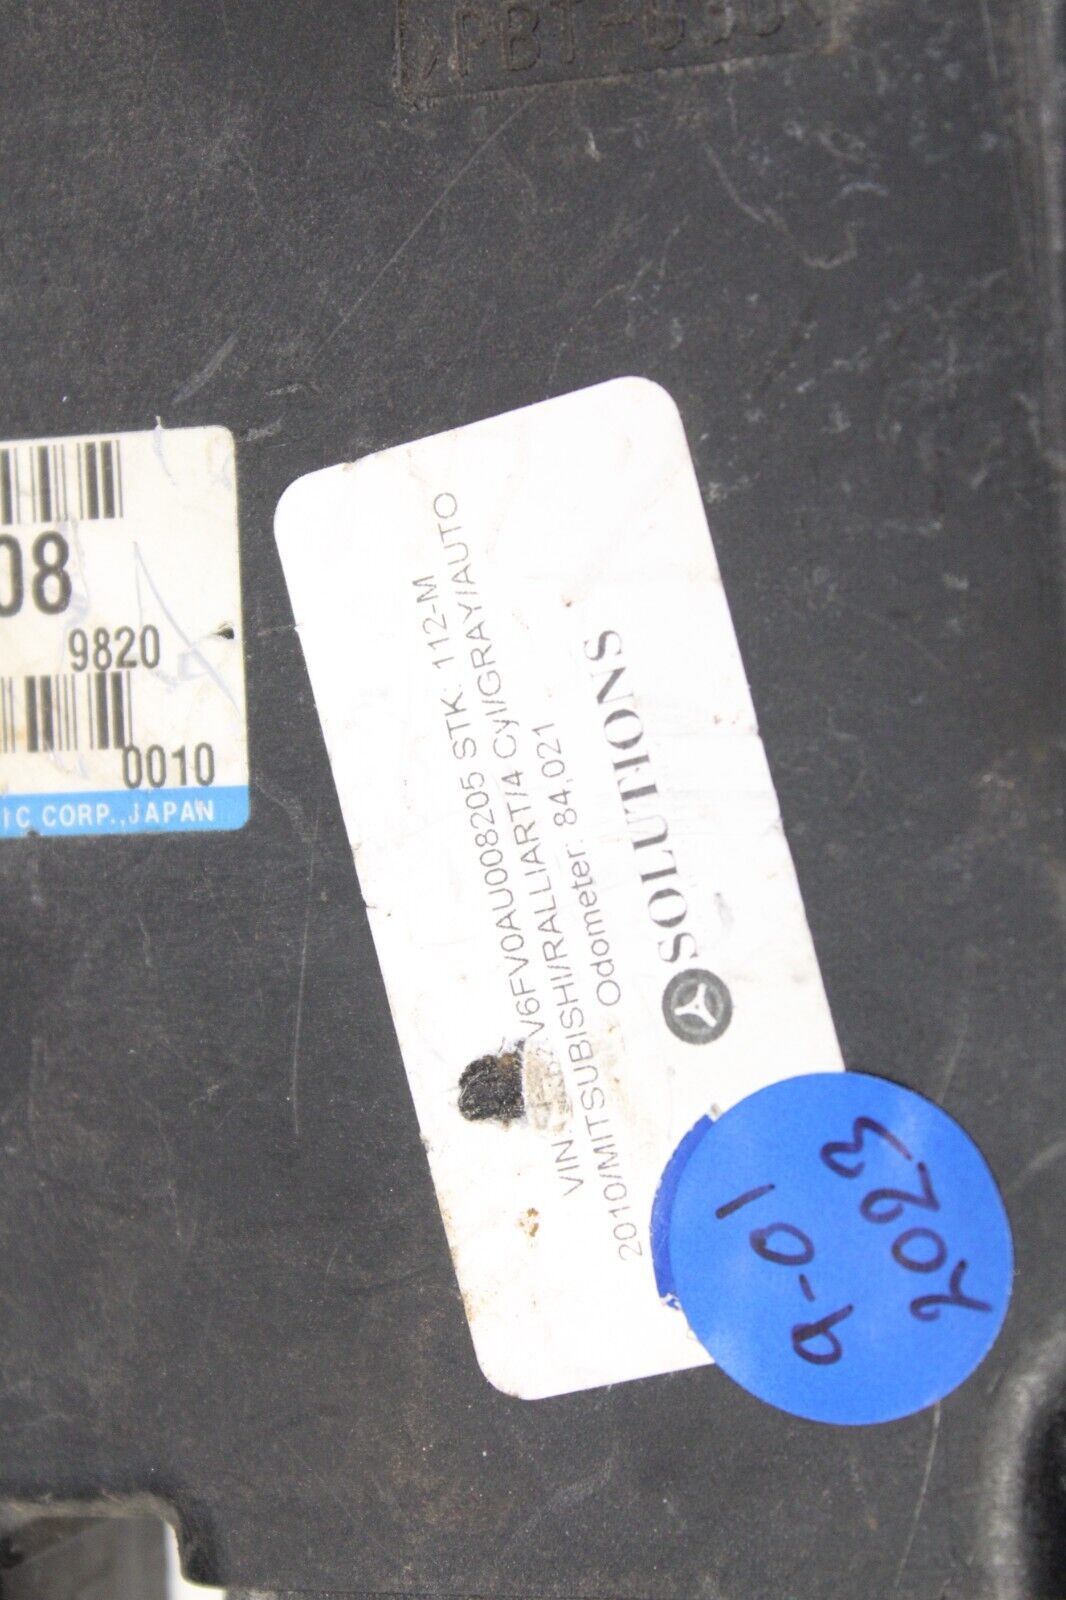 08
9820
0010
IC CORP.,JAPAN
VIN: V6FV0AU008205 STK: 112-M
2010/MITSUBISHI/RALLIART/4 Cyl/GRAY/AUTO
Odometer: 84,021
SOLUTIONS
9-01
2023